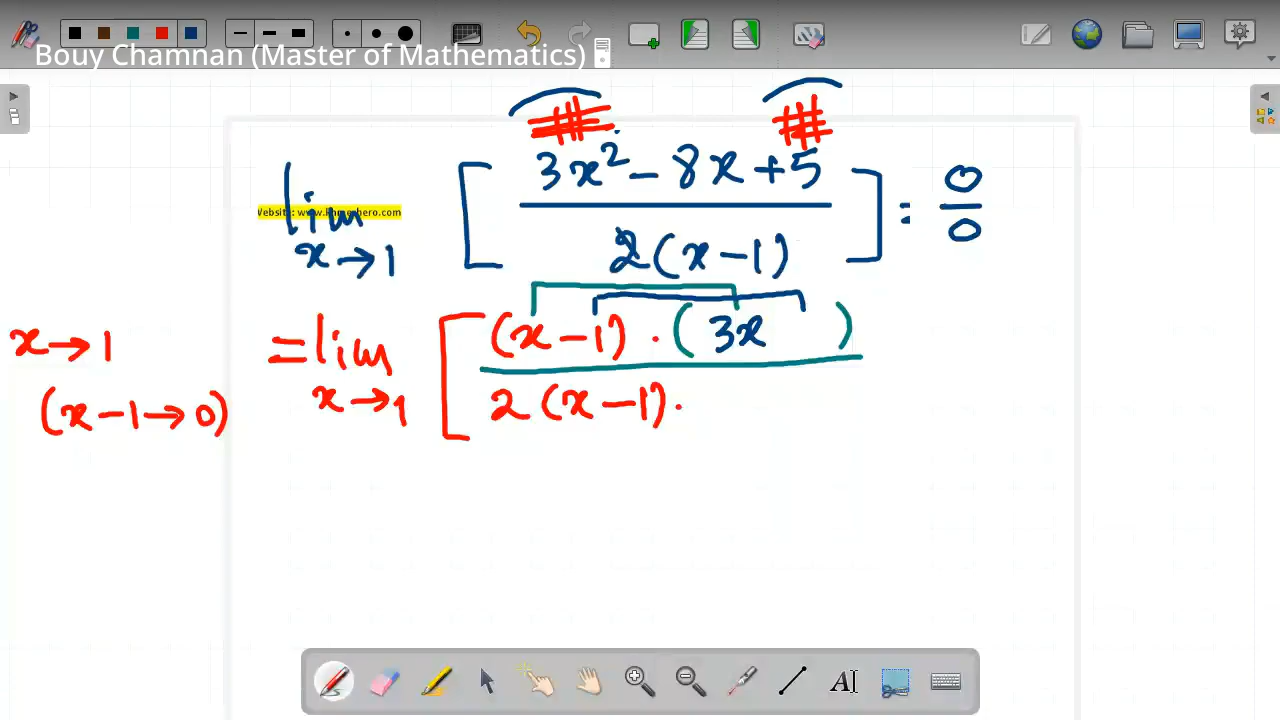 Bouy Chamnan (Master of Mathematics)
lim x→1 [ 3x² - 8x + 5 / 2(x-1) ] = 0/0
= lim x→1 [ (x-1) · (3x ) / 2(x-1) ·
x→1
(x-1→0)
AI